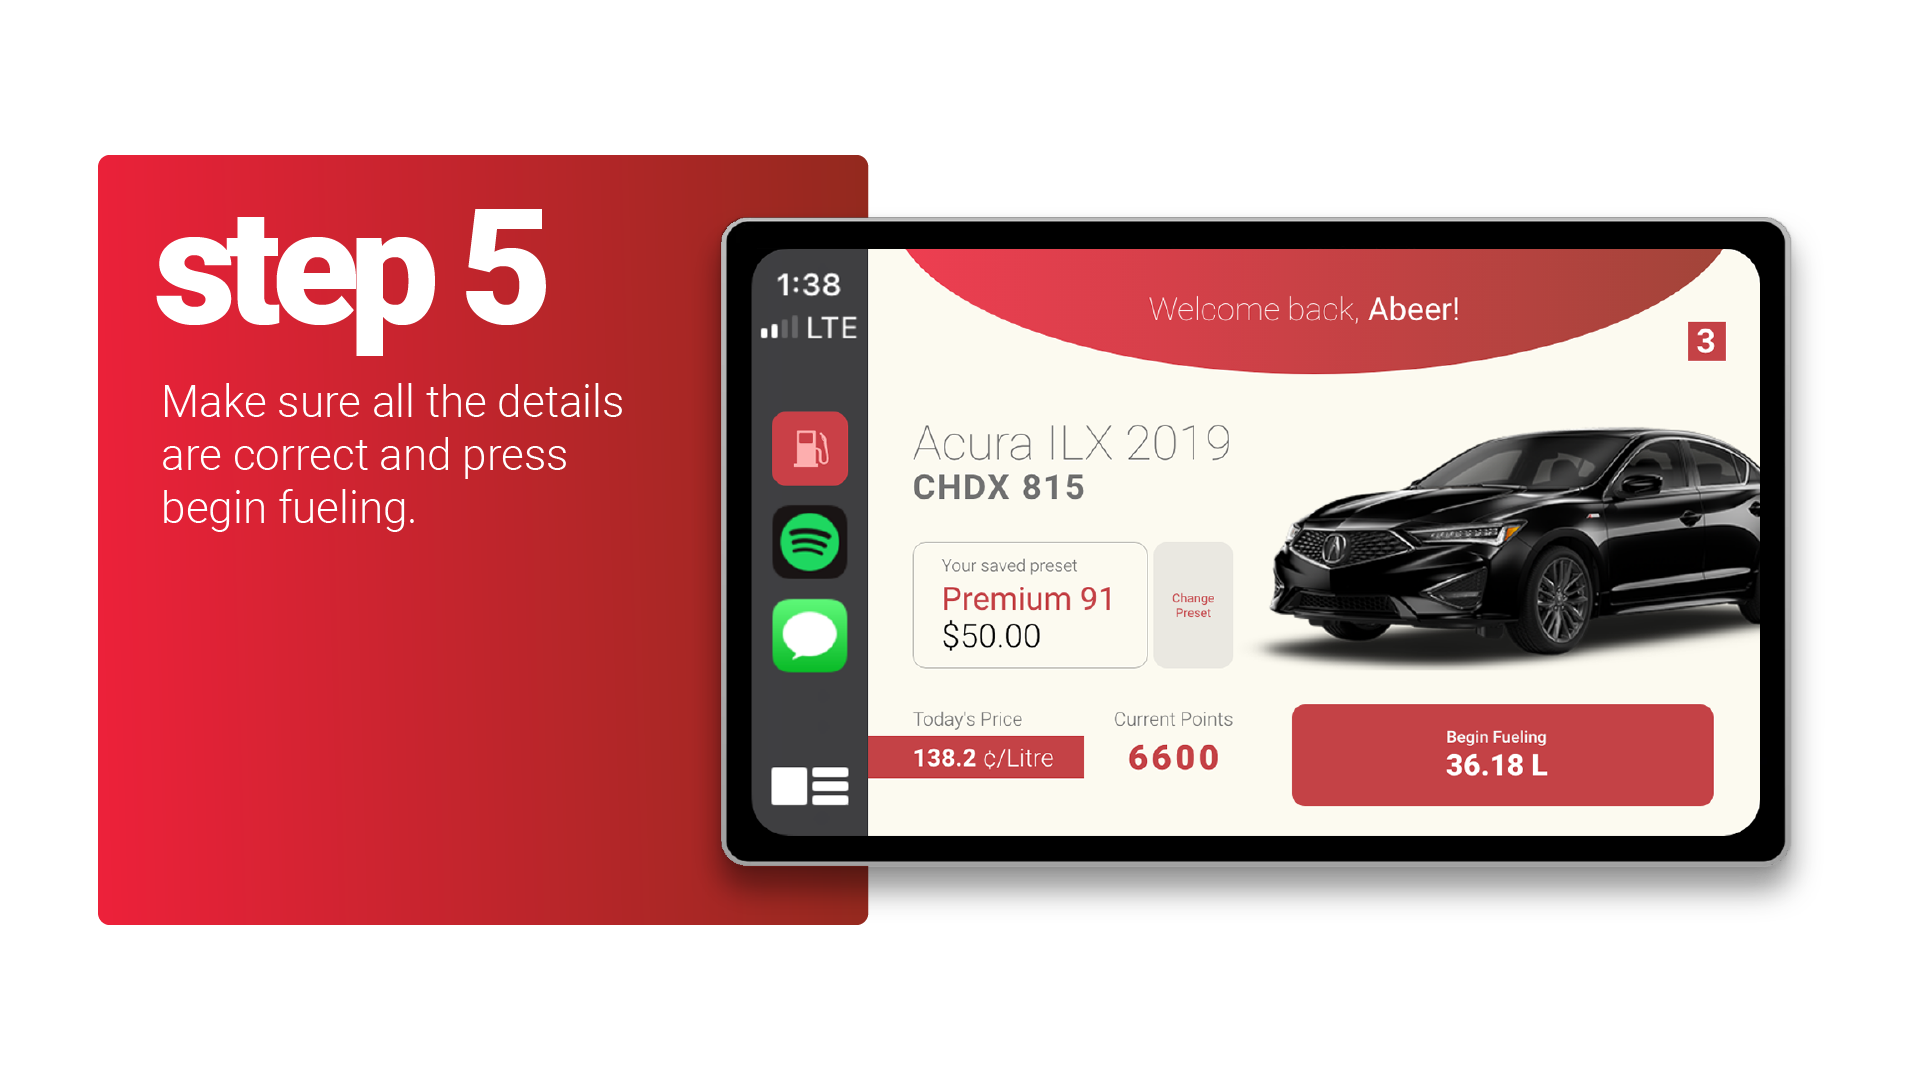 step 5
Make sure all the details
are correct and press
begin fueling.
1:38
LTE
Welcome back, Abeer!
3
Acura ILX 2019
CHDX 815
Your saved preset
Premium 91
$50.00
Change
Preset
Today's Price
138.2 ¢/Litre
Current Points
6600
Begin Fueling
36.18 L